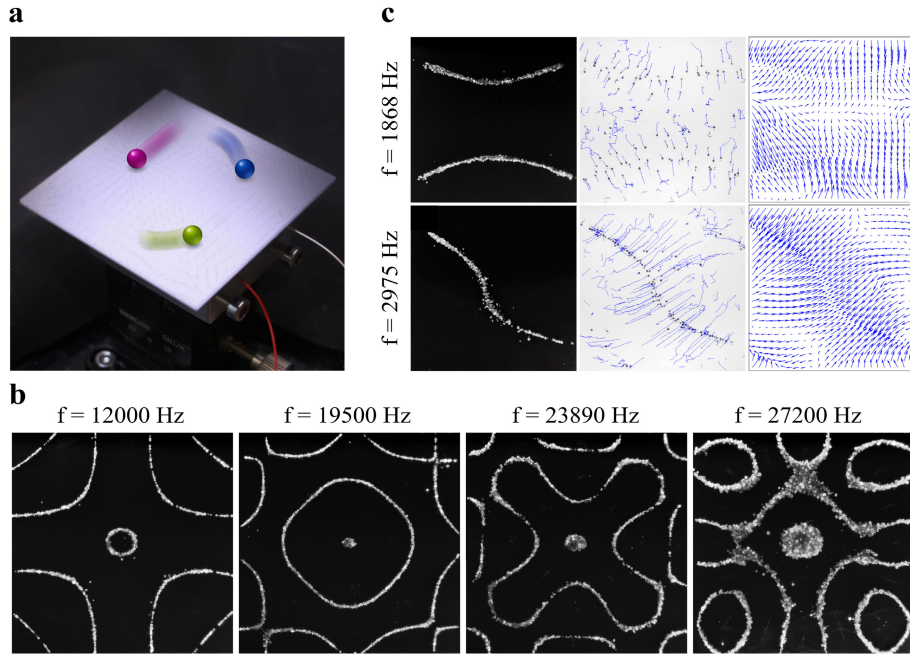 a
c
f = 1868 Hz
f = 2975 Hz
b
f = 12000 Hz
f = 19500 Hz
f = 23890 Hz
f = 27200 Hz